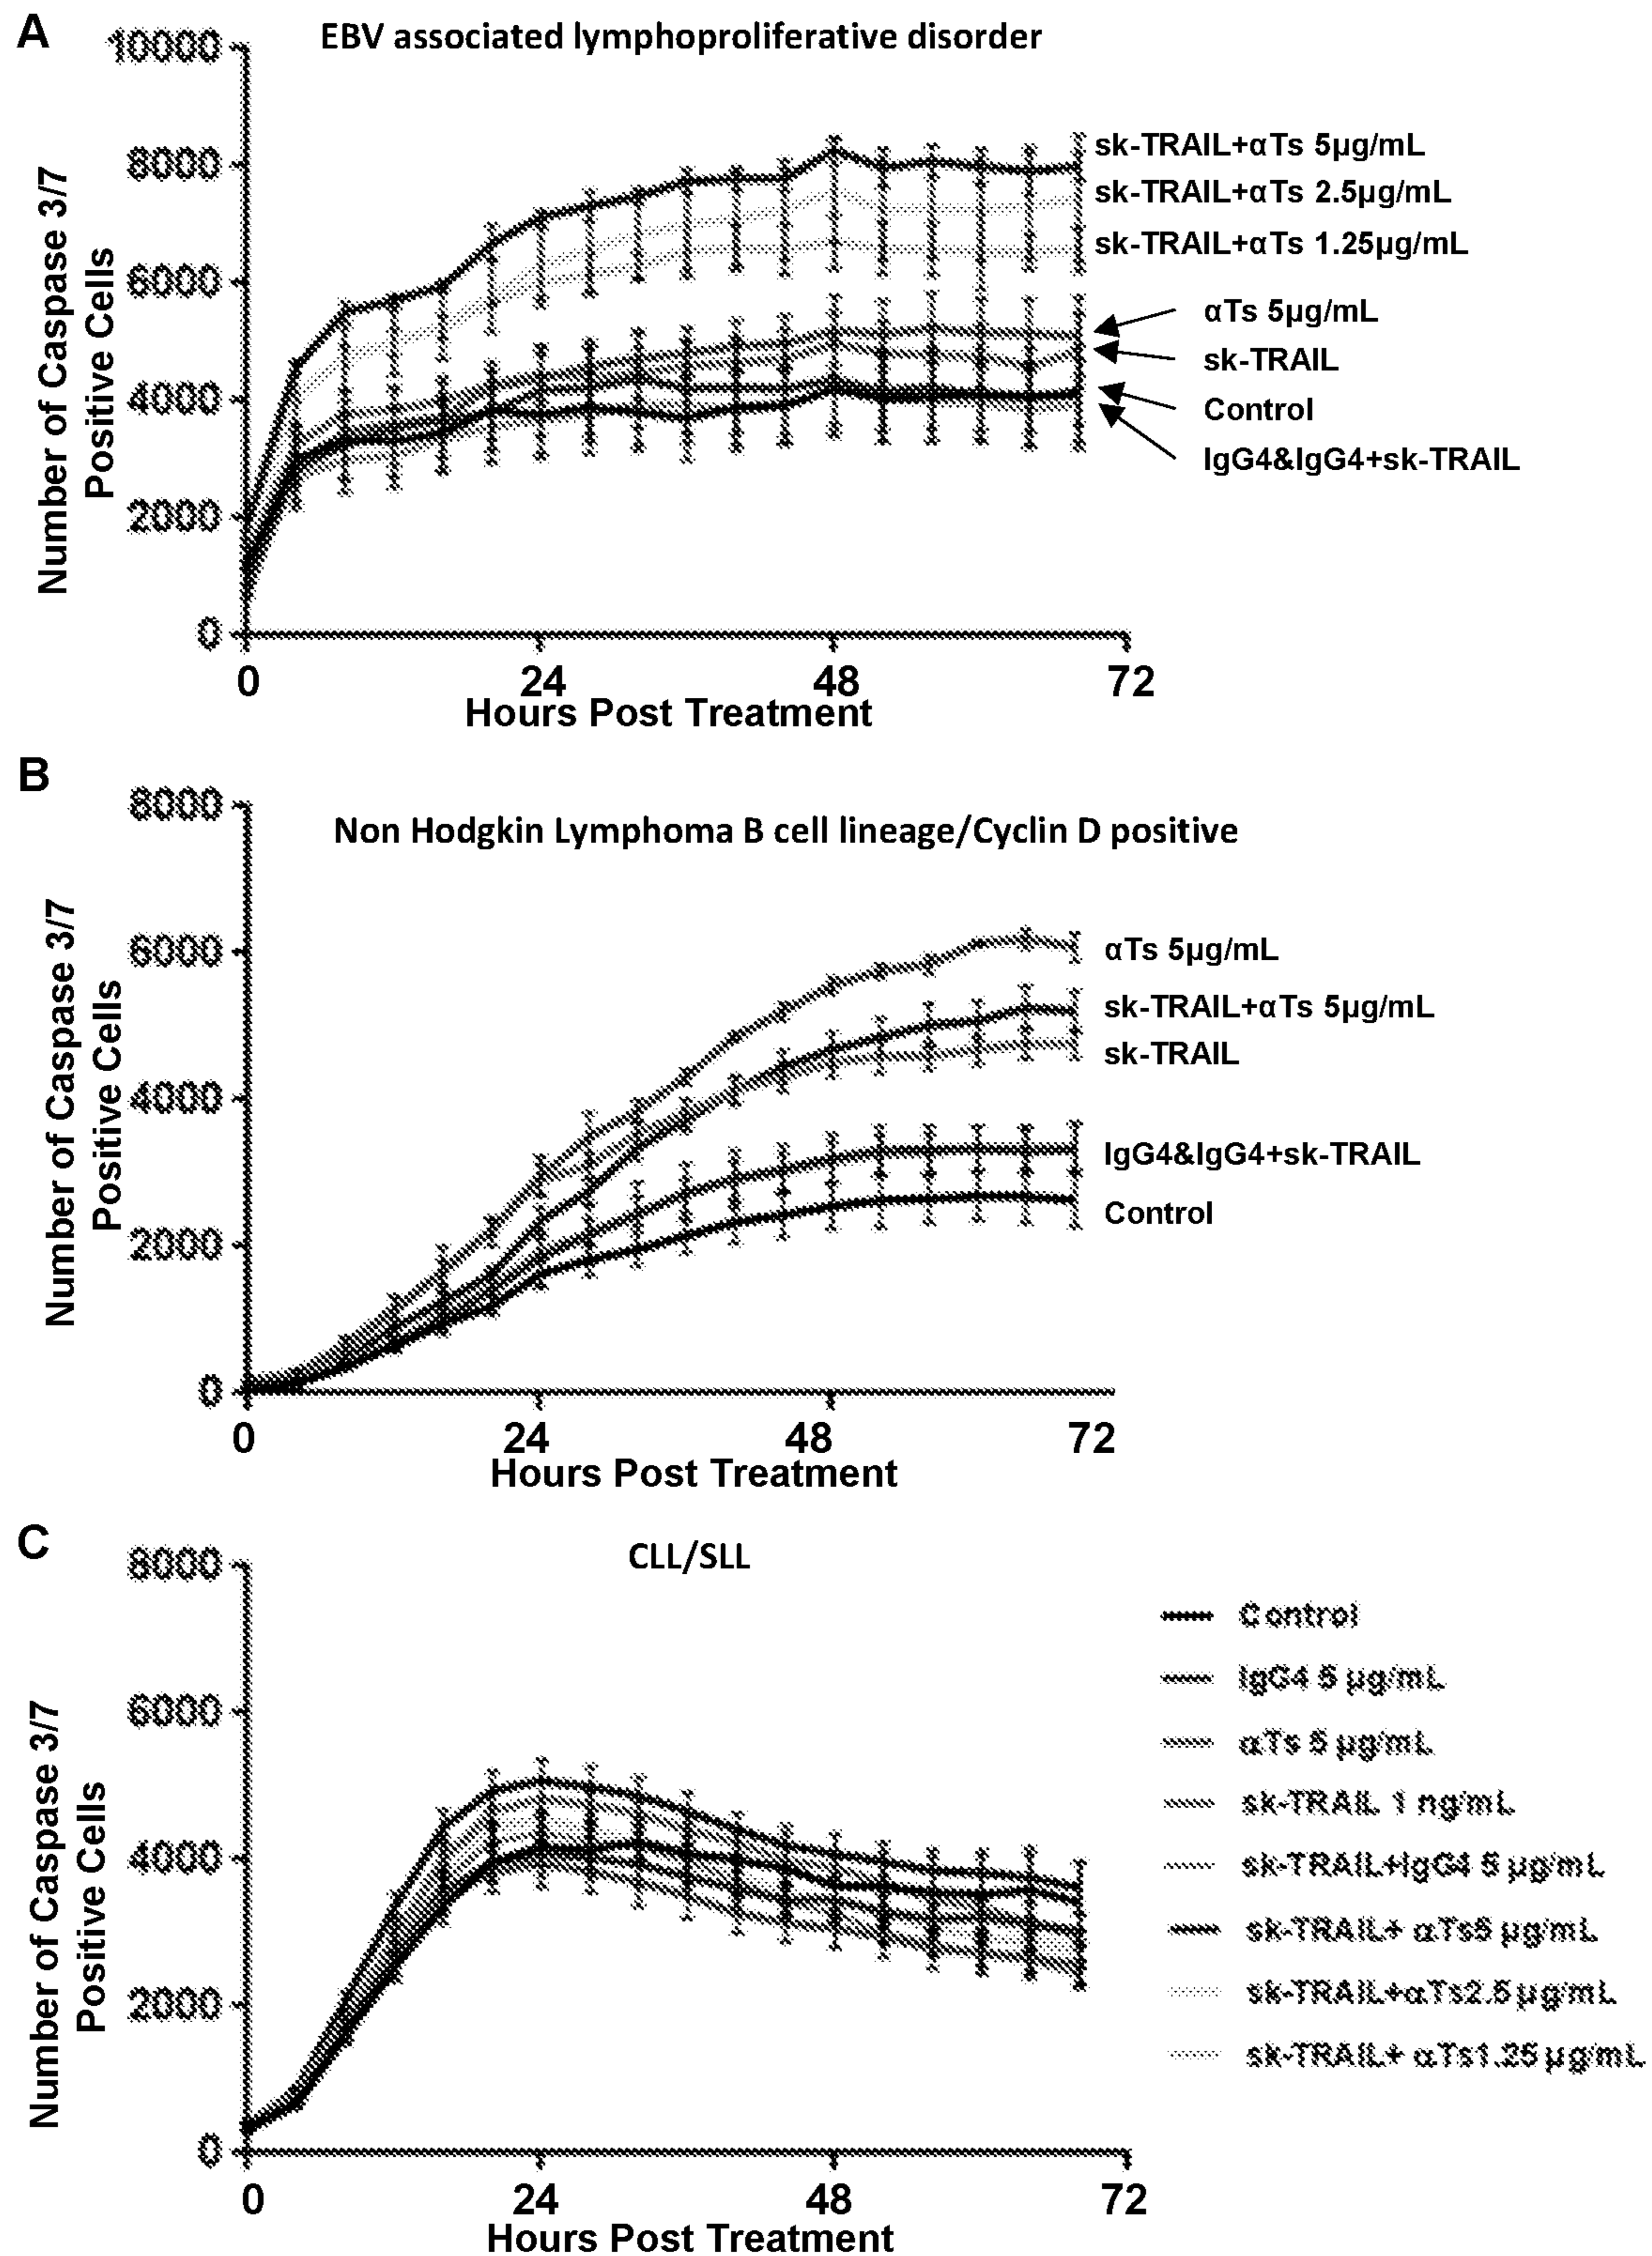 A
EBV associated lymphoproliferative disorder
10000
8000
6000
4000
2000
0
Number of Caspase 3/7
Positive Cells
sk-TRAIL+αTs 5μg/mL
sk-TRAIL+αTs 2.5μg/mL
sk-TRAIL+αTs 1.25μg/mL
αTs 5μg/mL
sk-TRAIL
Control
IgG4&IgG4+sk-TRAIL
0 24 48 72
Hours Post Treatment
B
Non Hodgkin Lymphoma B cell lineage/Cyclin D positive
8000
6000
4000
2000
0
Number of Caspase 3/7
Positive Cells
αTs 5μg/mL
sk-TRAIL+αTs 5μg/mL
sk-TRAIL
IgG4&IgG4+sk-TRAIL
Control
0 24 48 72
Hours Post Treatment
C
CLL/SLL
8000
6000
4000
2000
0
Number of Caspase 3/7
Positive Cells
Control
IgG4 5 μg/mL
αTs 5 μg/mL
sk-TRAIL 1 ng/mL
sk-TRAIL+IgG4 5 μg/mL
sk-TRAIL+ αTs5 μg/mL
sk-TRAIL+αTs2.5 μg/mL
sk-TRAIL+ αTs1.25 μg/mL
0 24 48 72
Hours Post Treatment